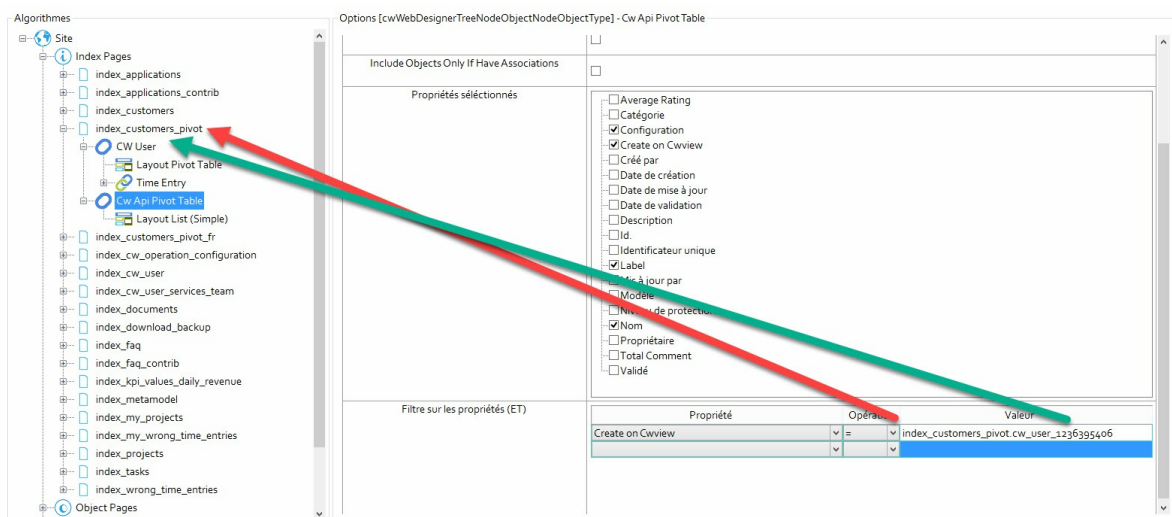 Algorithmes
Site
Index Pages
index_applications
index_applications_contrib
index_customers
index_customers_pivot
CW User
Layout Pivot Table
Time Entry
Cw Api Pivot Table
Layout List (Simple)
index_customers_pivot_fr
index_cw_operation_configuration
index_cw_user
index_cw_user_services_team
index_documents
index_download_backup
index_faq
index_faq_contrib
index_kpi_values_daily_revenue
index_metamodel
index_my_projects
index_my_wrong_time_entries
index_projects
index_tasks
index_wrong_time_entries
Object Pages
Options [cwWebDesignerTreeNodeObjectNodeObjectType] - Cw Api Pivot Table
Include Objects Only If Have Associations
Propriétés séléctionnés
Average Rating
Catégorie
Configuration
Create on Cwview
Créé par
Date de création
Date de mise à jour
Date de validation
Description
Id.
Identificateur unique
Label
Mis à jour par
Modèle
Niveau de protection
Nom
Propriétaire
Total Comment
Validé
Filtre sur les propriétés (ET)
Propriété Valeur
Create on Cwview = index_customers_pivot.cw_user_1236395406